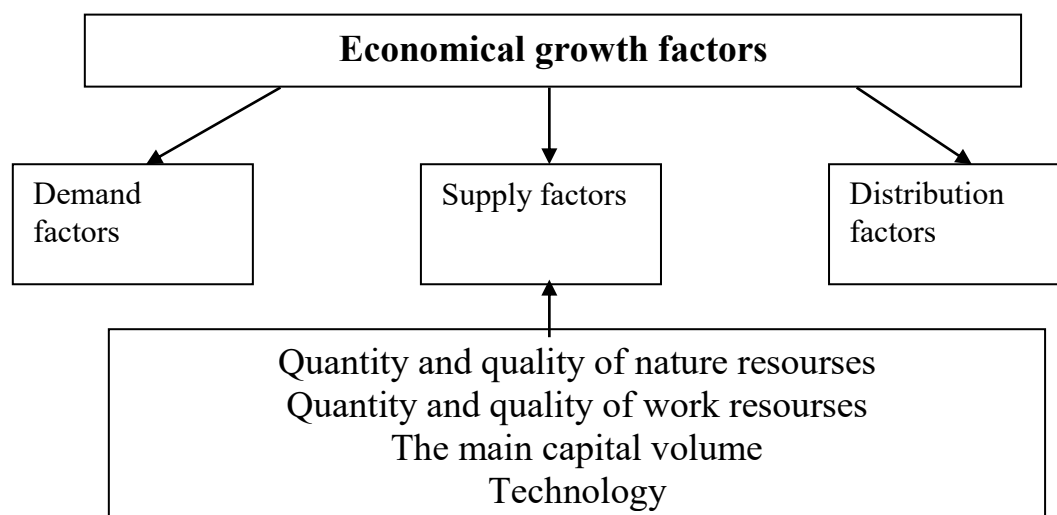 Economical growth factors
Demand
factors
Supply factors
Distribution
factors
Quantity and quality of nature resourses
Quantity and quality of work resourses
The main capital volume
Technology